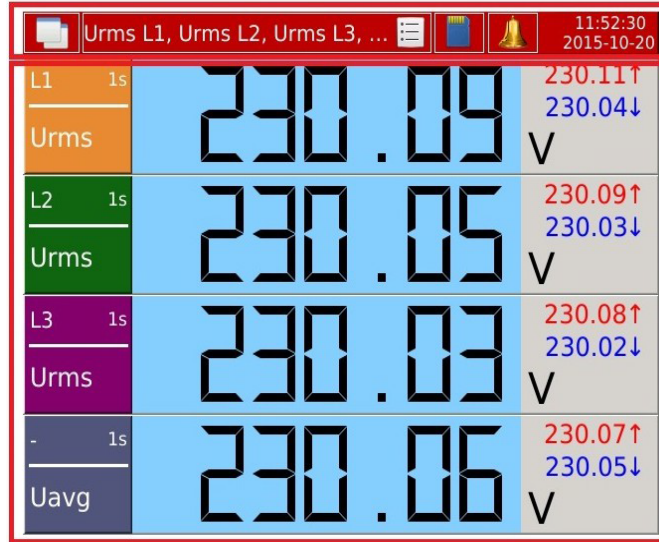 Urms L1, Urms L2, Urms L3, ...
11:52:30
2015-10-20
L1 1s
Urms
230.09
230.11↑
230.04↓
V
L2 1s
Urms
230.05
230.09↑
230.03↓
V
L3 1s
Urms
230.03
230.08↑
230.02↓
V
- 1s
Uavg
230.06
230.07↑
230.05↓
V